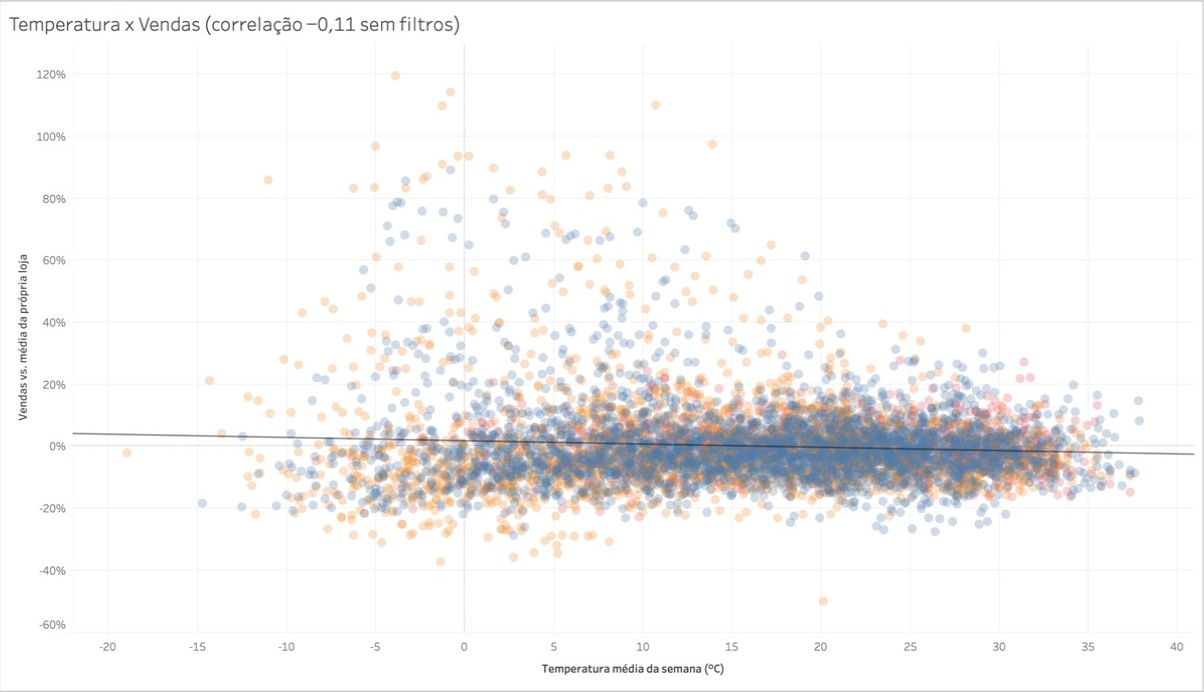 Temperatura x Vendas (correlação −0,11 sem filtros)
120%
100%
80%
60%
40%
20%
0%
-20%
-40%
-60%
Vendas vs. média da própria loja
-20 -15 -10 -5 0 5 10 15 20 25 30 35 40
Temperatura média da semana (ºC)